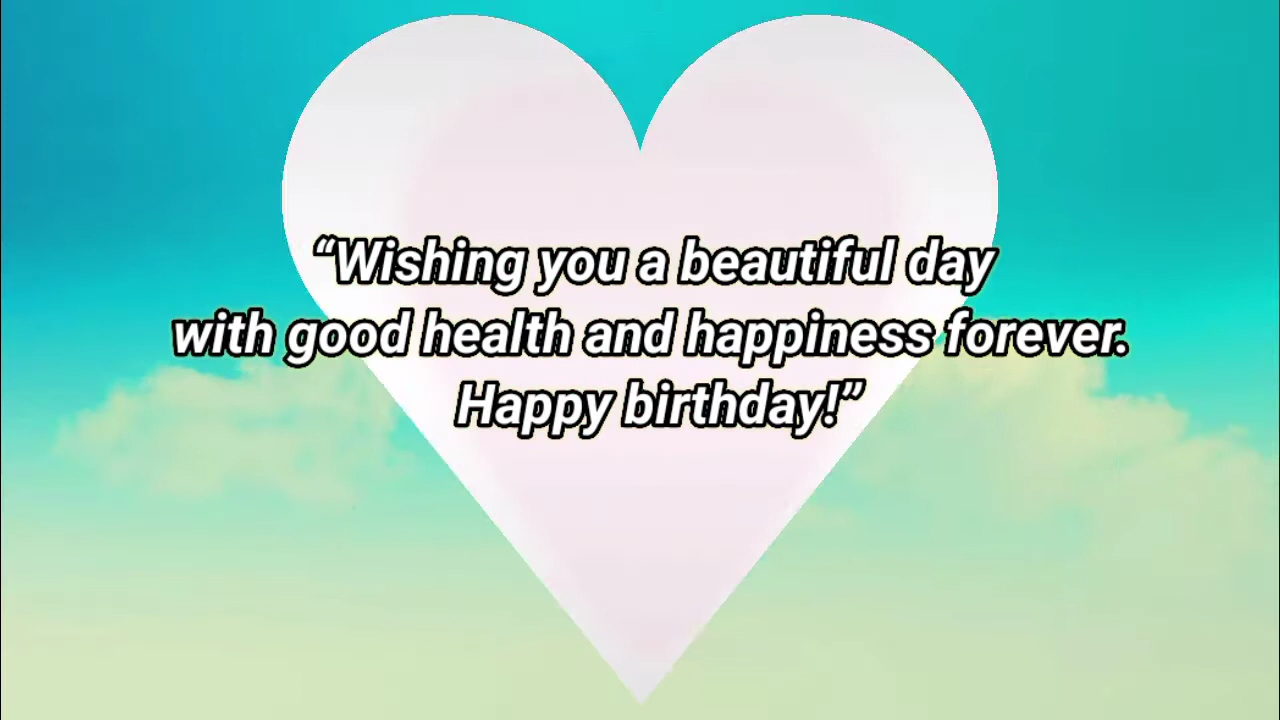 “Wishing you a beautiful day
with good health and happiness forever.
Happy birthday!”